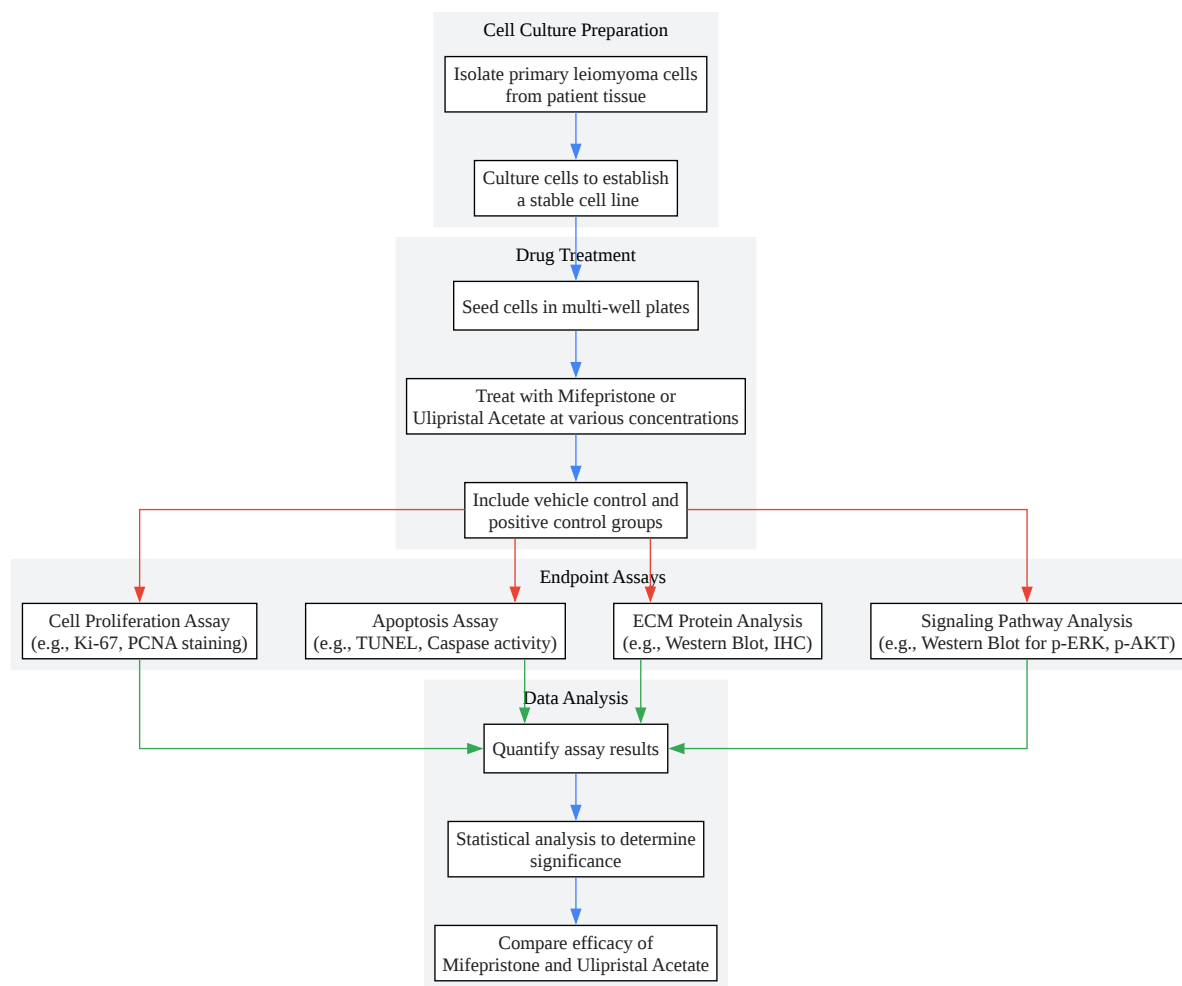 Cell Culture Preparation
Isolate primary leiomyoma cells
from patient tissue
Culture cells to establish
a stable cell line
Drug Treatment
Seed cells in multi-well plates
Treat with Mifepristone or
Ulipristal Acetate at various concentrations
Include vehicle control and
positive control groups
Endpoint Assays
Cell Proliferation Assay
(e.g., Ki-67, PCNA staining)
Apoptosis Assay
(e.g., TUNEL, Caspase activity)
ECM Protein Analysis
(e.g., Western Blot, IHC)
Signaling Pathway Analysis
(e.g., Western Blot for p-ERK, p-AKT)
Data Analysis
Quantify assay results
Statistical analysis to determine
significance
Compare efficacy of
Mifepristone and Ulipristal Acetate